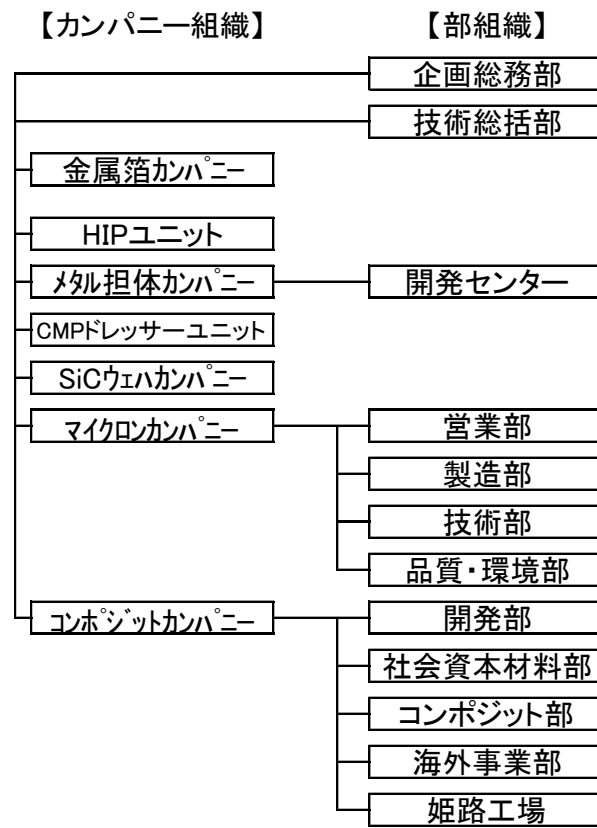 【カンパニー組織】 【部組織】
企画総務部
技術総括部
金属箔ｶﾝﾊﾟﾆｰ
HIPユニット
ﾒﾀﾙ担体ｶﾝﾊﾟﾆｰ 開発センター
CMPドレッサーユニット
SiCｳｪﾊｶﾝﾊﾟﾆｰ
ﾏｲｸﾛﾝｶﾝﾊﾟﾆｰ 営業部
製造部
技術部
品質・環境部
ｺﾝﾎﾟｼﾞｯﾄｶﾝﾊﾟﾆｰ 開発部
社会資本材料部
コンポジット部
海外事業部
姫路工場